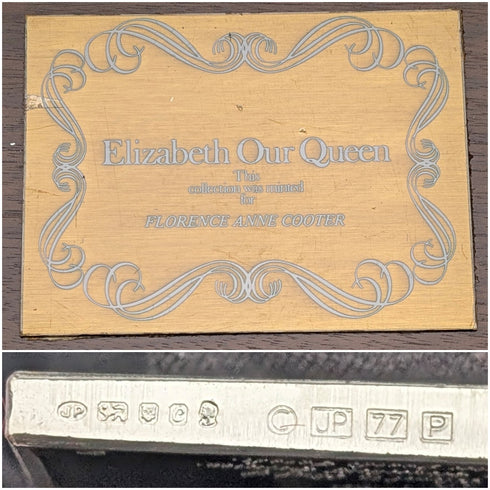 Elizabeth Our Queen
This
collection was minted
for
FLORENCE ANNE COOTER
JP C JP 77 P